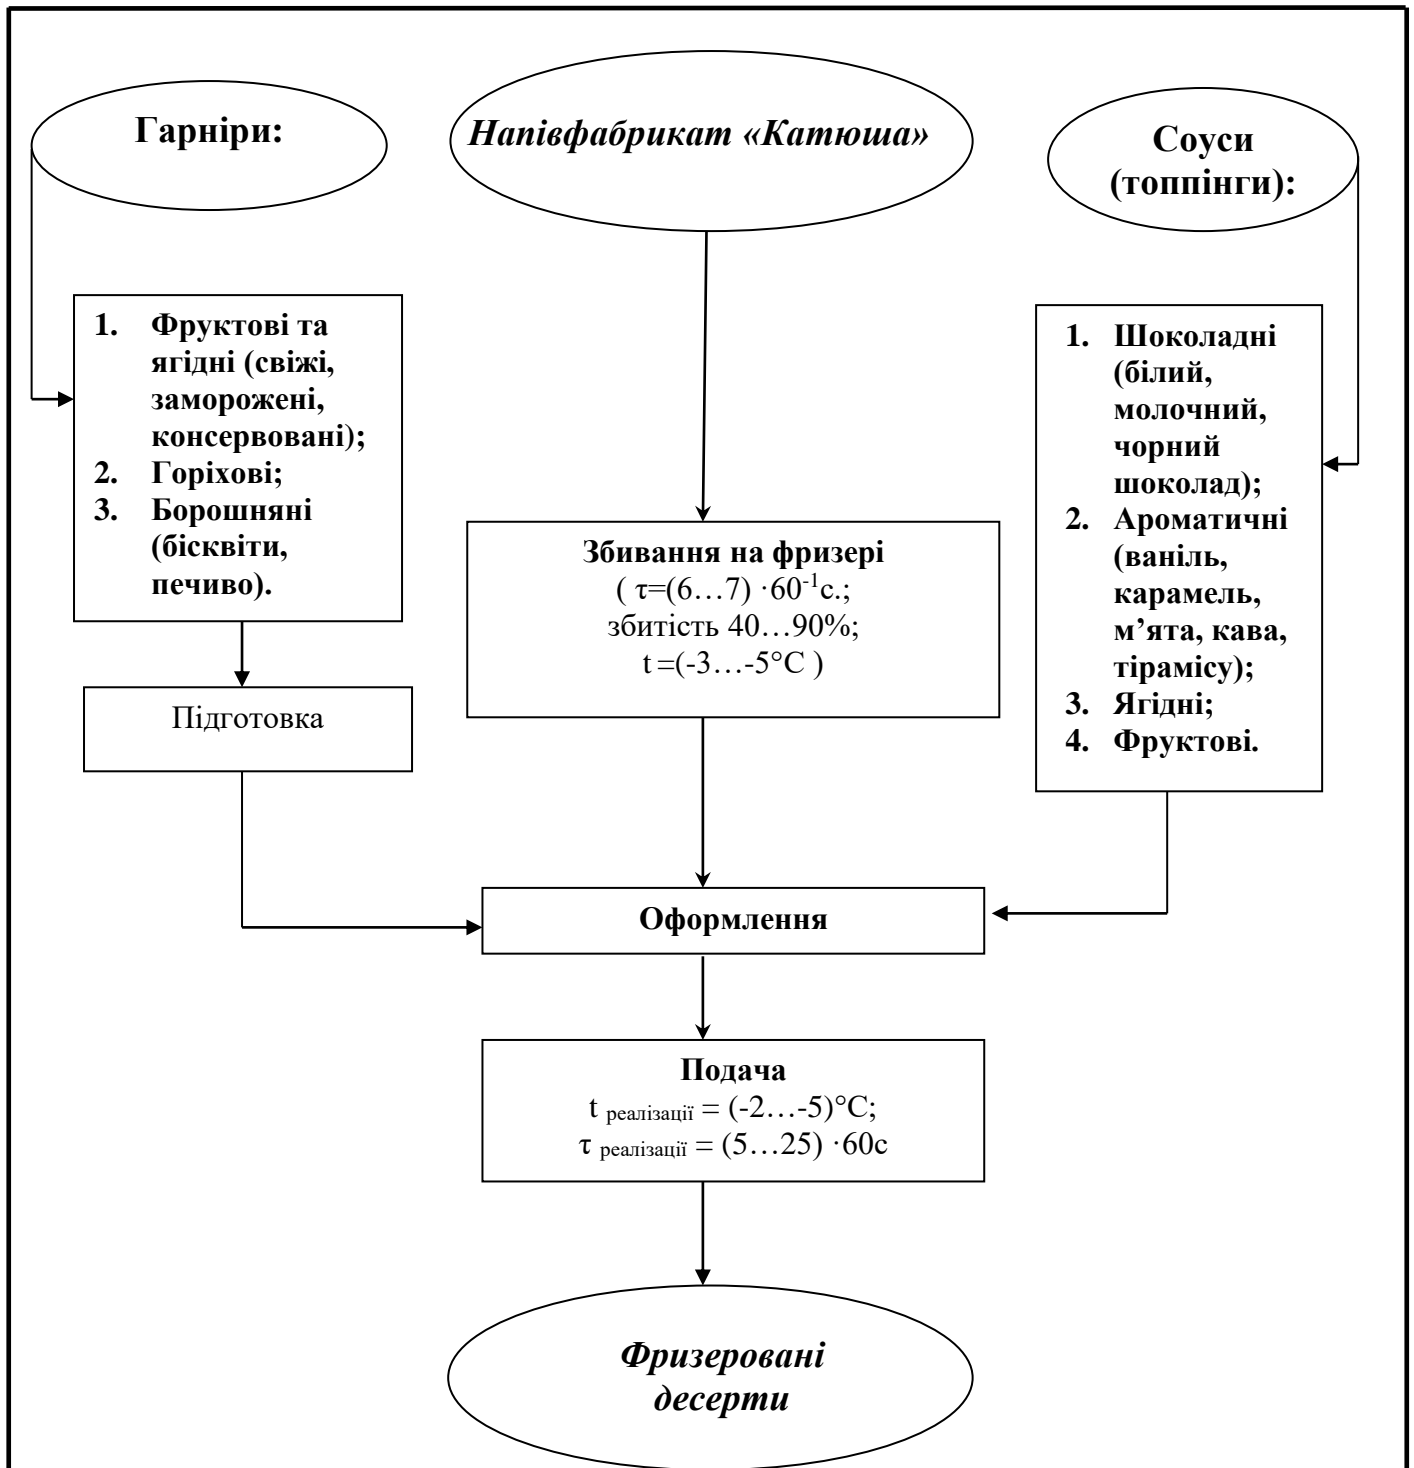 Гарніри:
Напівфабрикат «Катюша»
Соуси
(топпінги):
1. Фруктові та
ягідні (свіжі,
заморожені,
консервовані);
2. Горіхові;
3. Борошняні
(бісквіти,
печиво).
Підготовка
Збивання на фризері
( τ=(6…7) ·60⁻¹с.;
збитість 40…90%;
t =(-3…-5°С )
1. Шоколадні
(білий,
молочний,
чорний
шоколад);
2. Ароматичні
(ваніль,
карамель,
м’ята, кава,
тірамісу);
3. Ягідні;
4. Фруктові.
Оформлення
Подача
t реалізації = (-2…-5)°С;
τ реалізації = (5…25) ·60с
Фризеровані
десерти